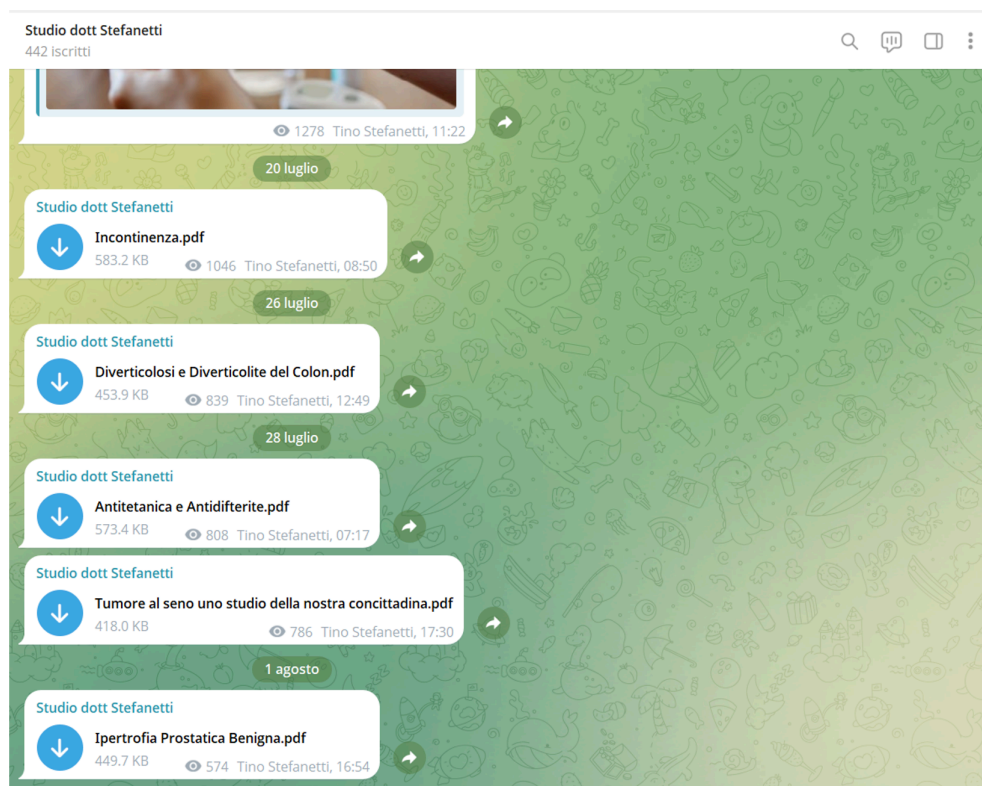 Studio dott Stefanetti
442 iscritti
1278 Tino Stefanetti, 11:22
20 luglio
Studio dott Stefanetti
Incontinenza.pdf
583.2 KB 1046 Tino Stefanetti, 08:50
26 luglio
Studio dott Stefanetti
Diverticolosi e Diverticolite del Colon.pdf
453.9 KB 839 Tino Stefanetti, 12:49
28 luglio
Studio dott Stefanetti
Antitetanica e Antidifterite.pdf
573.4 KB 808 Tino Stefanetti, 07:17
Studio dott Stefanetti
Tumore al seno uno studio della nostra concittadina.pdf
418.0 KB 786 Tino Stefanetti, 17:30
1 agosto
Studio dott Stefanetti
Ipertrofia Prostatica Benigna.pdf
449.7 KB 574 Tino Stefanetti, 16:54